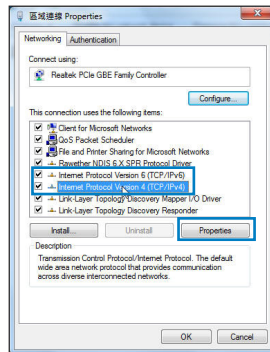 區域連線 Properties
Networking Authentication
Connect using:
Realtek PCIe GBE Family Controller
Configure...
This connection uses the following items:
Client for Microsoft Networks
QoS Packet Scheduler
File and Printer Sharing for Microsoft Networks
Rawether NDIS 6.X SPR Protocol Driver
Internet Protocol Version 6 (TCP/IPv6)
Internet Protocol Version 4 (TCP/IPv4)
Link-Layer Topology Discovery Mapper I/O Driver
Link-Layer Topology Discovery Responder
Install... Uninstall Properties
Description
Transmission Control Protocol/Internet Protocol. The default
wide area network protocol that provides communication
across diverse interconnected networks.
OK Cancel